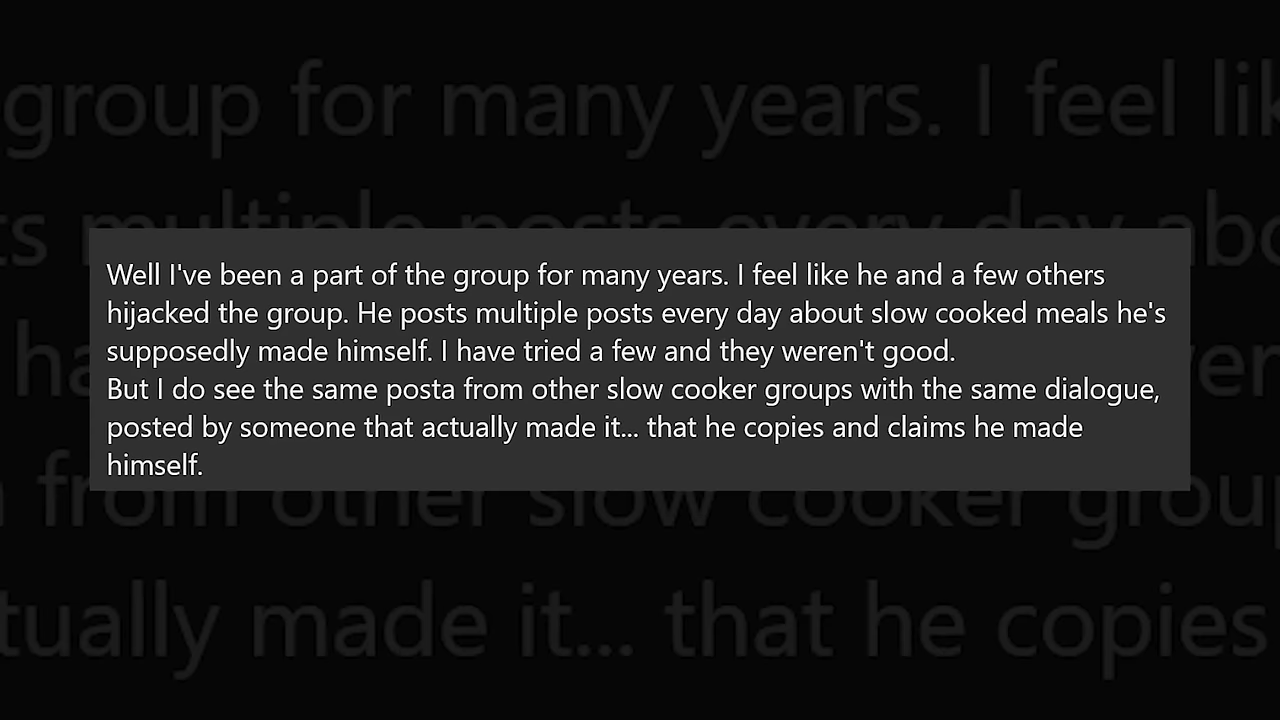 Well I've been a part of the group for many years. I feel like he and a few others
hijacked the group. He posts multiple posts every day about slow cooked meals he's
supposedly made himself. I have tried a few and they weren't good.
But I do see the same posta from other slow cooker groups with the same dialogue,
posted by someone that actually made it... that he copies and claims he made
himself.